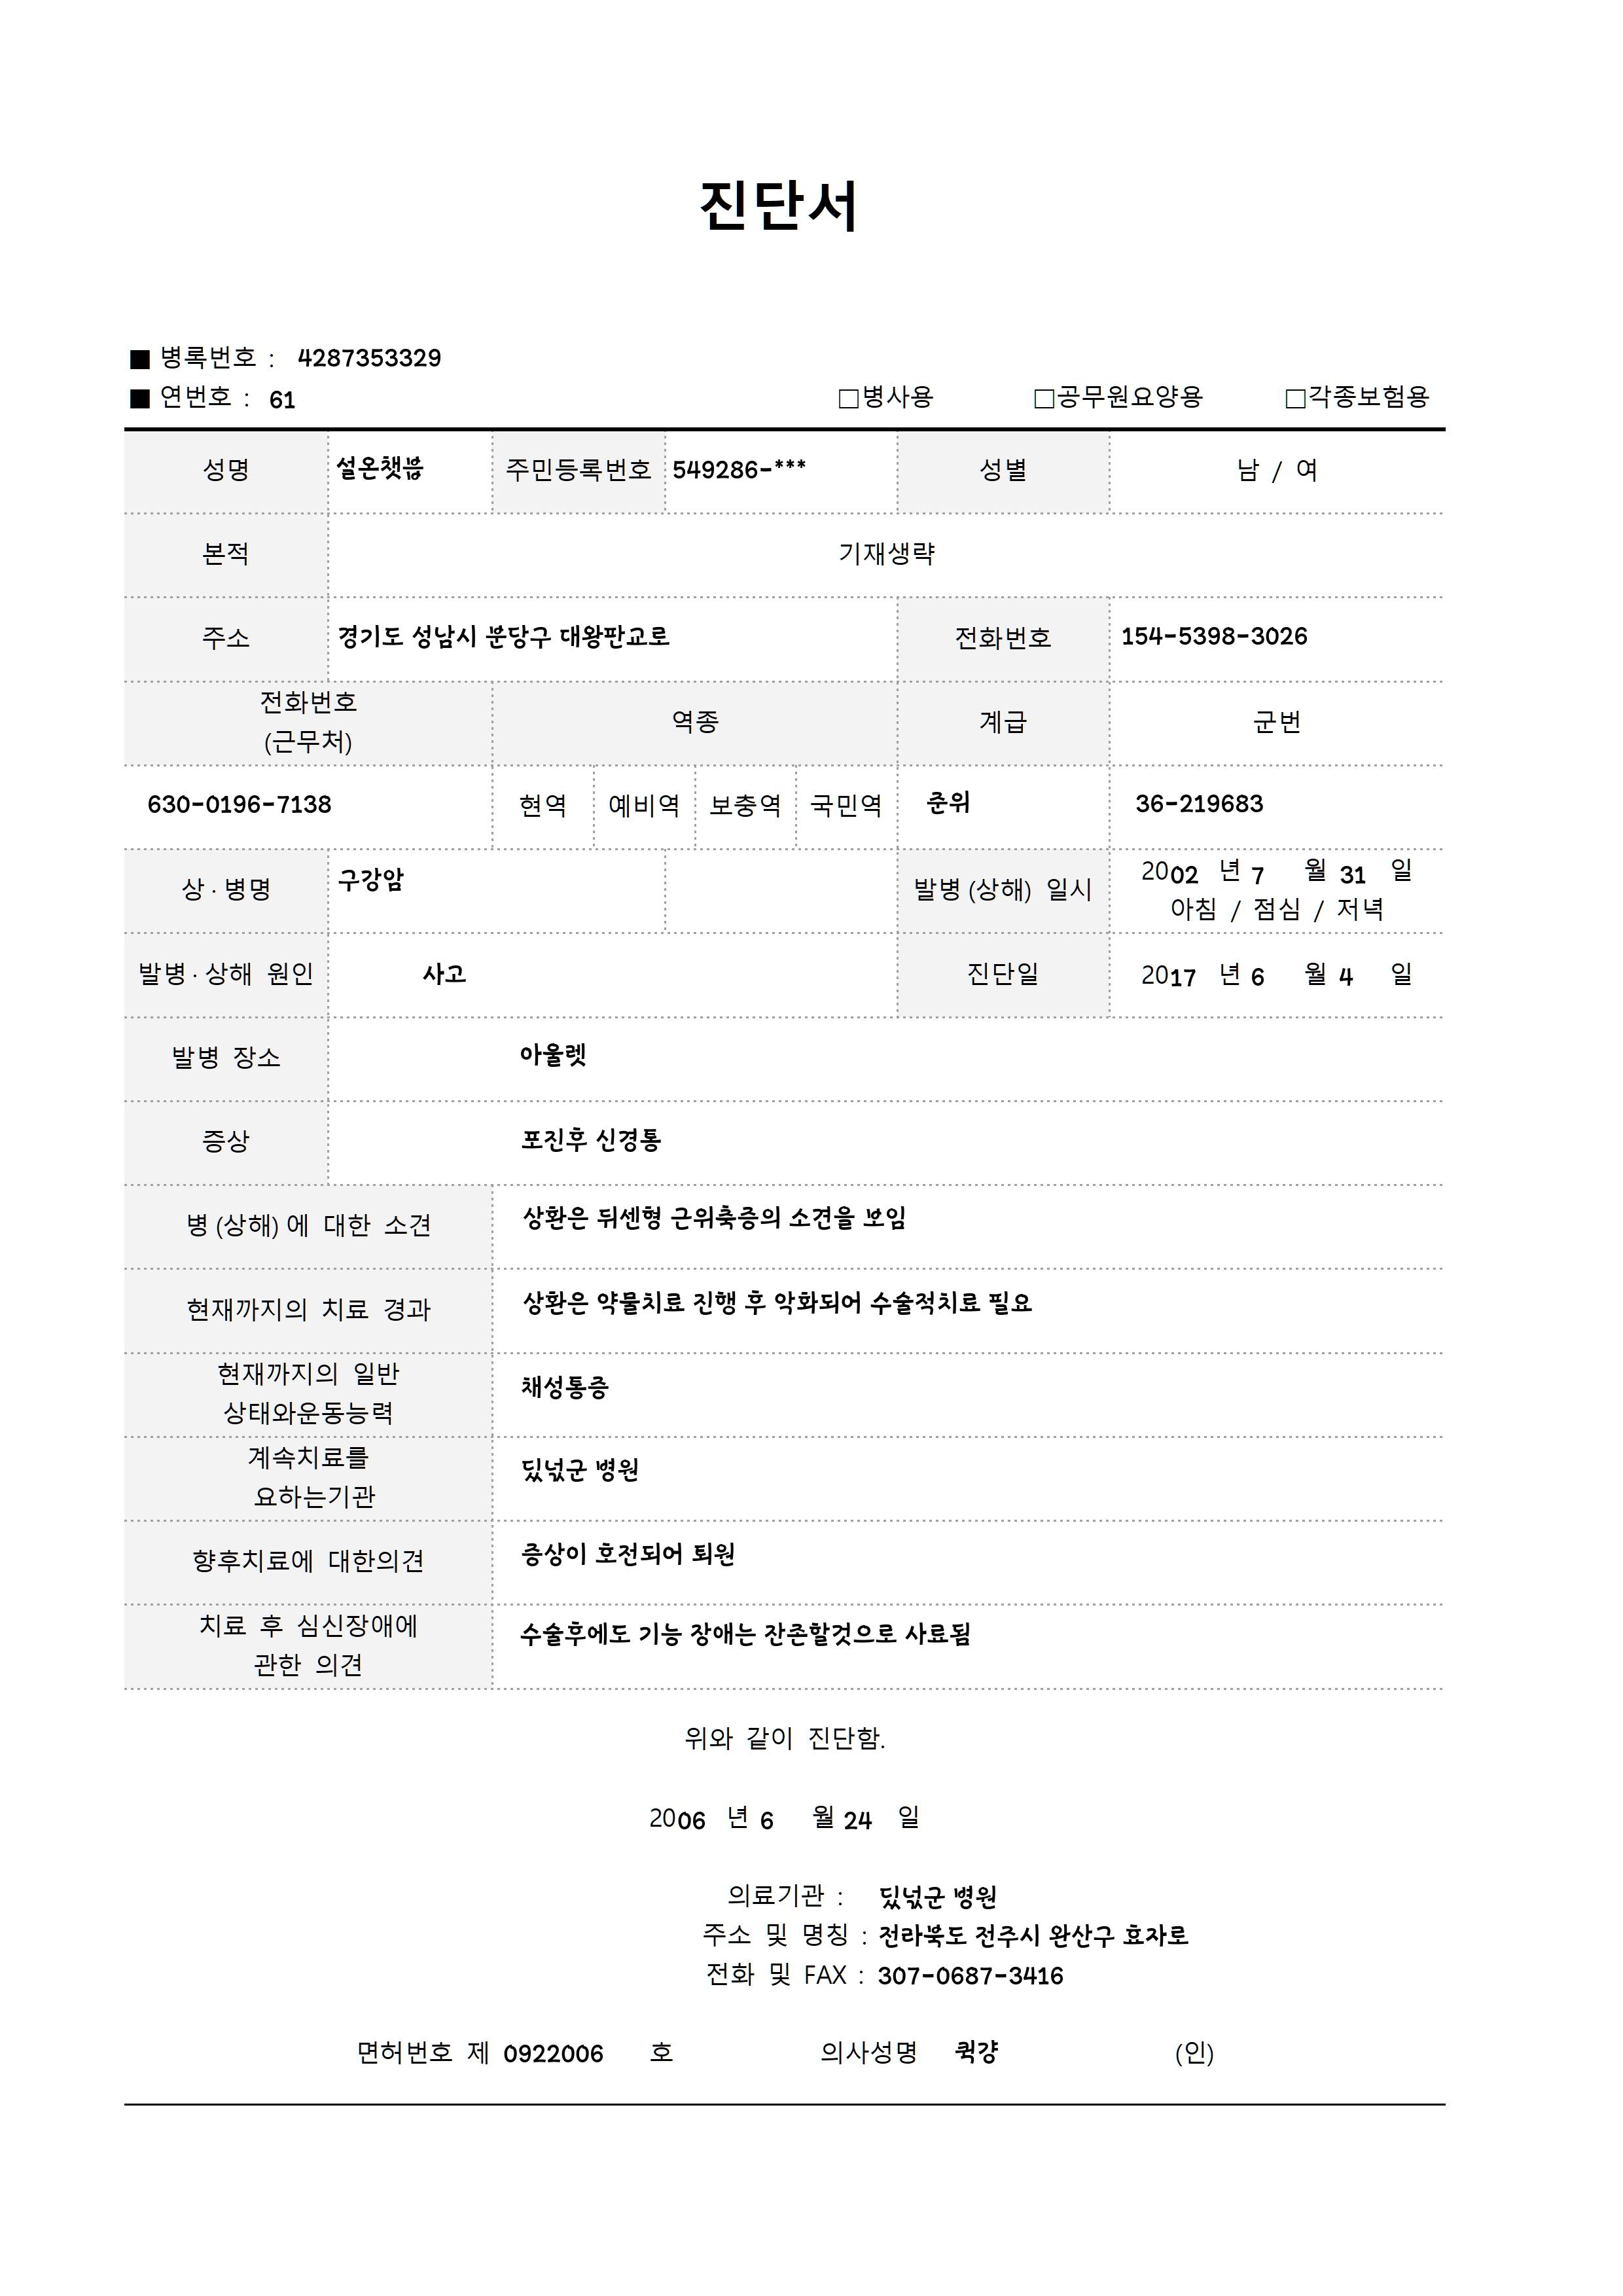 진단서
■ 병록번호 : 4287353329
■ 연번호 : 61 □병사용 □공무원요양용 □각종보험용
성명 설온챗뿝 주민등록번호 549286-*** 성별 남 / 여
본적 기재생략
주소 경기도 성남시 분당구 대왕판교로 전화번호 154-5398-3026
전화번호
(근무처) 역종 계급 군번
630-0196-7138 현역 예비역 보충역 국민역 준위 36-219683
상·병명 구강암 발병(상해) 일시 2002 년 7 월 31 일
아침 / 점심 / 저녁
발병·상해 원인 사고 진단일 2017 년 6 월 4 일
발병 장소 아울렛
증상 포진후 신경통
병(상해)에 대한 소견 상환은 뒤센형 근위축증의 소견을 보임
현재까지의 치료 경과 상환은 약물치료 진행 후 악화되어 수술적치료 필요
현재까지의 일반
상태와운동능력 채성통증
계속치료를
요하는기관 딨넋군 병원
향후치료에 대한의견 증상이 호전되어 퇴원
치료 후 심신장애에
관한 의견 수술후에도 기능 장애는 잔존할것으로 사료됨
위와 같이 진단함.
2006 년 6 월 24 일
의료기관 : 딨넋군 병원
주소 및 명칭 : 전라북도 전주시 완산구 효자로
전화 및 FAX : 307-0687-3416
면허번호 제 0922006 호 의사성명 퀵걍 (인)